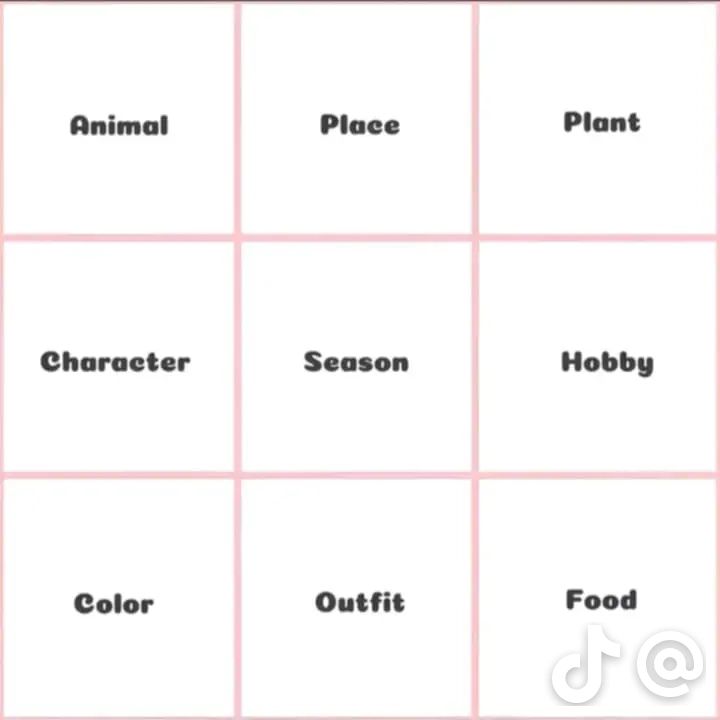 Animal
Place
Plant
Character
Season
Hobby
Color
Outfit
Food
@